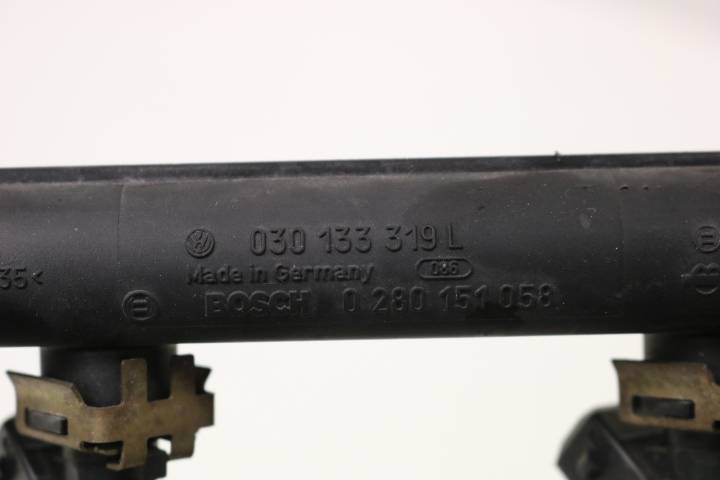 030 133 319 L
Made in Germany 086
35<
BOSCH 0 280 151 058